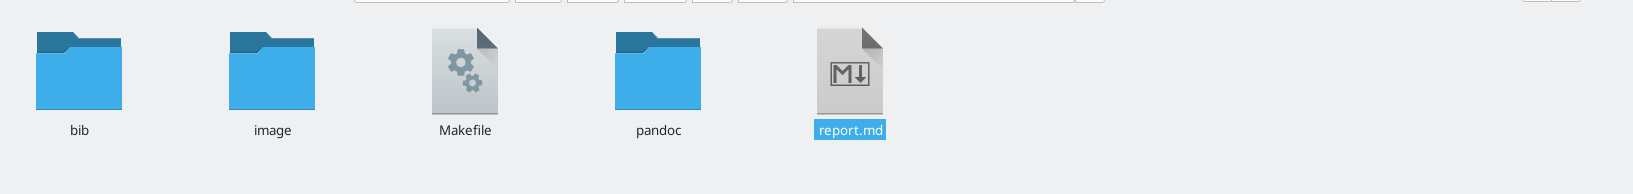 M↓
bib
image
Makefile
pandoc
report.md